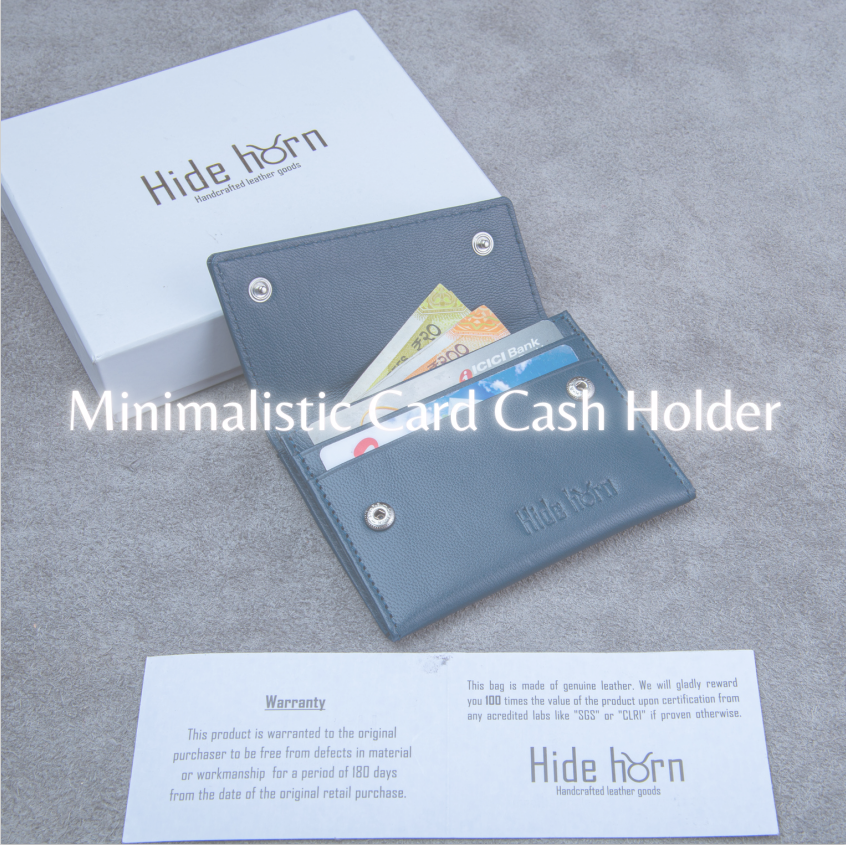 Hide horn
Handcrafted leather goods
₹20
₹200
ICICI Bank
Minimalistic Card Cash Holder
Hide horn
Warranty
This product is warranted to the original
purchaser to be free from defects in material
or workmanship for a period of 180 days
from the date of the original retail purchase.
This bag is made of genuine leather. We will gladly reward
you 100 times the value of the product upon certification from
any acredited labs like "SGS" or "CLRI" if proven otherwise.
Hide horn
Handcrafted leather goods